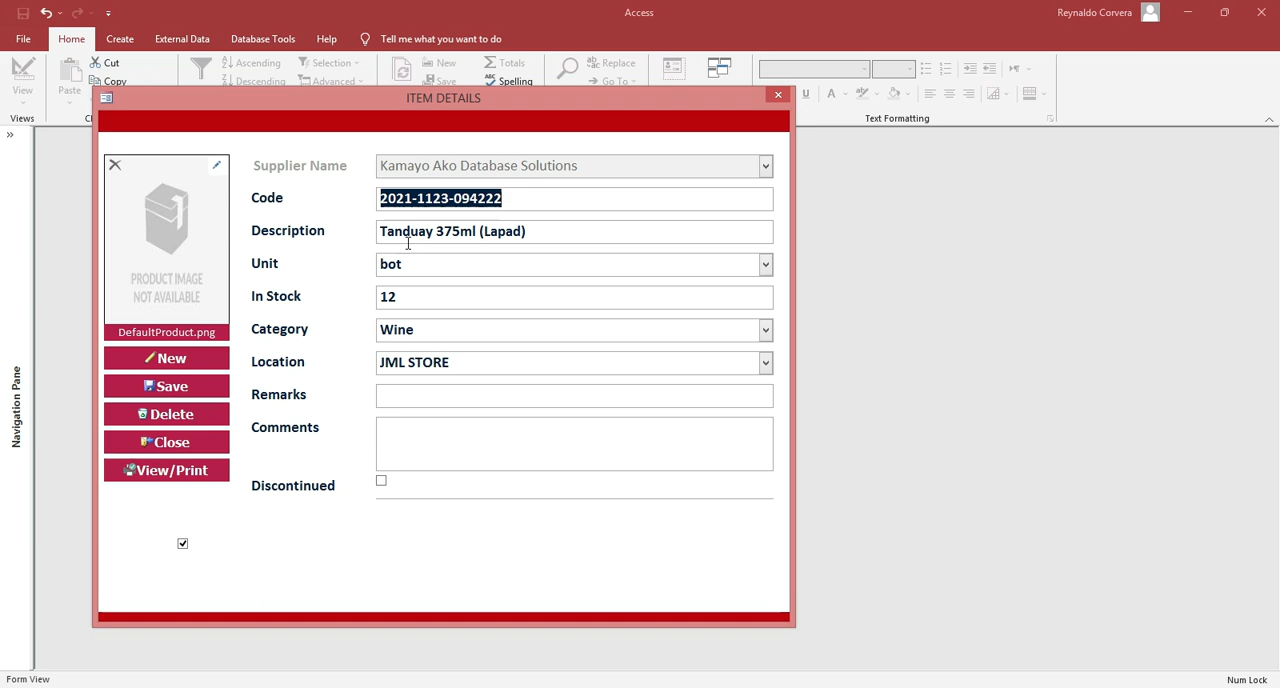 Access
Reynaldo Corvera
File
Home
Create
External Data
Database Tools
Help
Tell me what you want to do
View
Views
Paste
Cut
Copy
Ascending
Descending
Selection
Advanced
New
Save
Totals
Spelling
Replace
Go To
U
A
Text Formatting
Navigation Pane
ITEM DETAILS
PRODUCT IMAGE
NOT AVAILABLE
DefaultProduct.png
New
Save
Delete
Close
View/Print
Supplier Name
Kamayo Ako Database Solutions
Code
2021-1123-094222
Description
Tanduay 375ml (Lapad)
Unit
bot
In Stock
12
Category
Wine
Location
JML STORE
Remarks
Comments
Discontinued
Form View
Num Lock